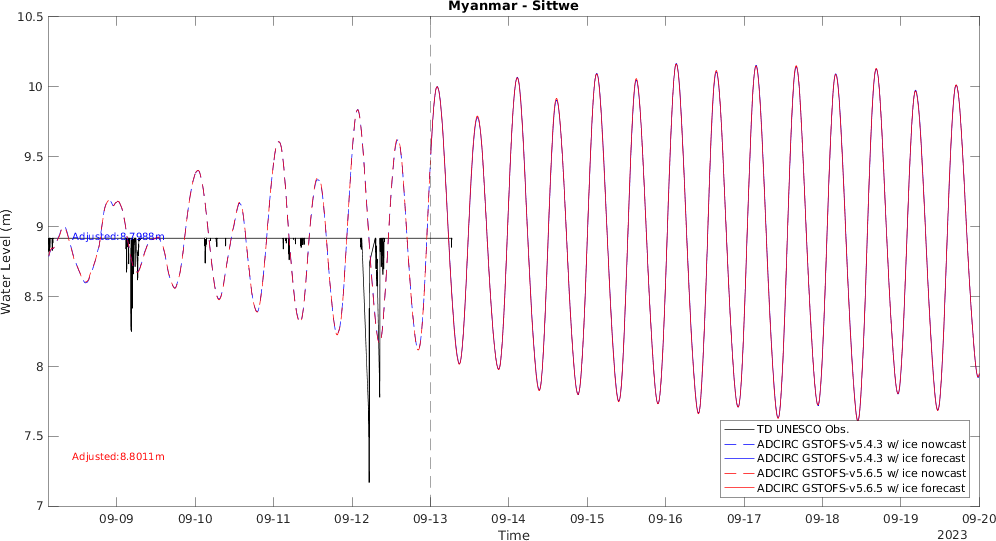 Myanmar - Sittwe
10.5
10
9.5
9
8.5
8
7.5
7
Water Level (m)
Adjusted:8.7988m
Adjusted:8.8011m
TD UNESCO Obs.
ADCIRC GSTOFS-v5.4.3 w/ ice nowcast
ADCIRC GSTOFS-v5.4.3 w/ ice forecast
ADCIRC GSTOFS-v5.6.5 w/ ice nowcast
ADCIRC GSTOFS-v5.6.5 w/ ice forecast
09-09 09-10 09-11 09-12 09-13 09-14 09-15 09-16 09-17 09-18 09-19 09-20
Time
2023